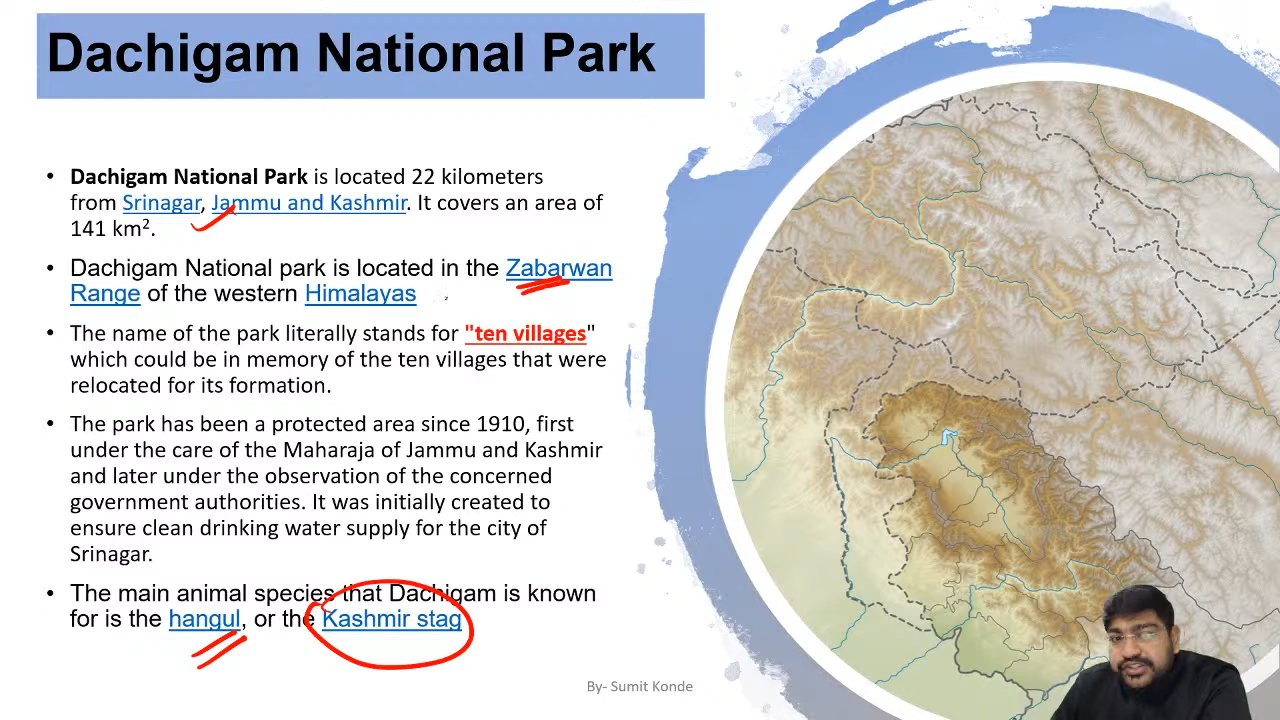 Dachigam National Park
• Dachigam National Park is located 22 kilometers
from Srinagar, Jammu and Kashmir. It covers an area of
141 km².
• Dachigam National park is located in the Zabarwan
Range of the western Himalayas
• The name of the park literally stands for "ten villages"
which could be in memory of the ten villages that were
relocated for its formation.
• The park has been a protected area since 1910, first
under the care of the Maharaja of Jammu and Kashmir
and later under the observation of the concerned
government authorities. It was initially created to
ensure clean drinking water supply for the city of
Srinagar.
• The main animal species that Dachigam is known
for is the hangul, or the Kashmir stag
By- Sumit Konde